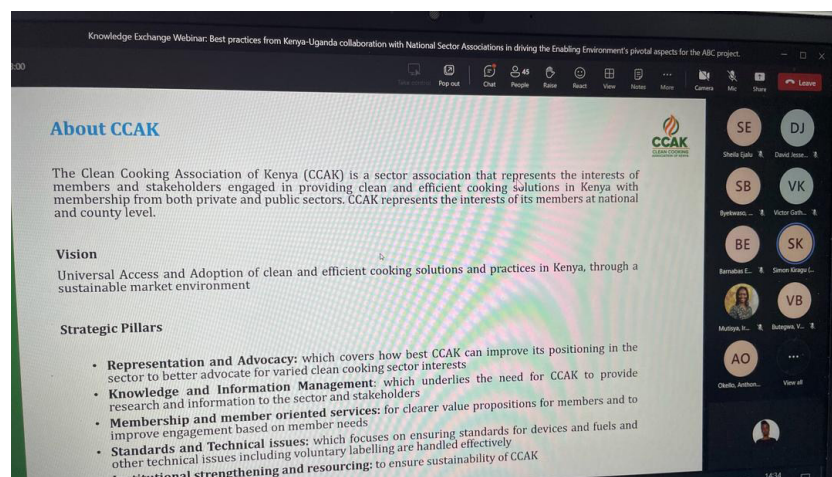 Knowledge Exchange Webinar: Best practices from Kenya-Uganda collaboration with National Sector Associations in driving the Enabling Environment's pivotal aspects for the ABC project.
:00
Pop out
Chat
45
People
Raise
React
View
Notes
More
Camera
Mic
Share
Leave
About CCAK
CCAK
CLEAN COOKING
The Clean Cooking Association of Kenya (CCAK) is a sector association that represents the interests of
members and stakeholders engaged in providing clean and efficient cooking solutions in Kenya with
membership from both private and public sectors. CCAK represents the interests of its members at national
and county level.
Vision
Universal Access and Adoption of clean and efficient cooking solutions and practices in Kenya, through a
sustainable market environment
Strategic Pillars
• Representation and Advocacy: which covers how best CCAK can improve its positioning in the
sector to better advocate for varied clean cooking sector interests
• Knowledge and Information Management: which underlies the need for CCAK to provide
research and information to the sector and stakeholders
• Membership and member oriented services: for clearer value propositions for members and to
improve engagement based on member needs
• Standards and Technical issues: which focuses on ensuring standards for devices and fuels and
other technical issues including voluntary labelling are handled effectively
strengthening and resourcing: to ensure sustainability of CCAK
SE
Sheila Ejalu
DJ
David Jesse...
SB
Byekwaso, ...
VK
Victor Gath...
BE
Barnabas E...
SK
Simon Kiragu (...
Mutisya, Ir...
VB
Butegwa, V...
AO
Okello, Anthon...
...
View all
14:34